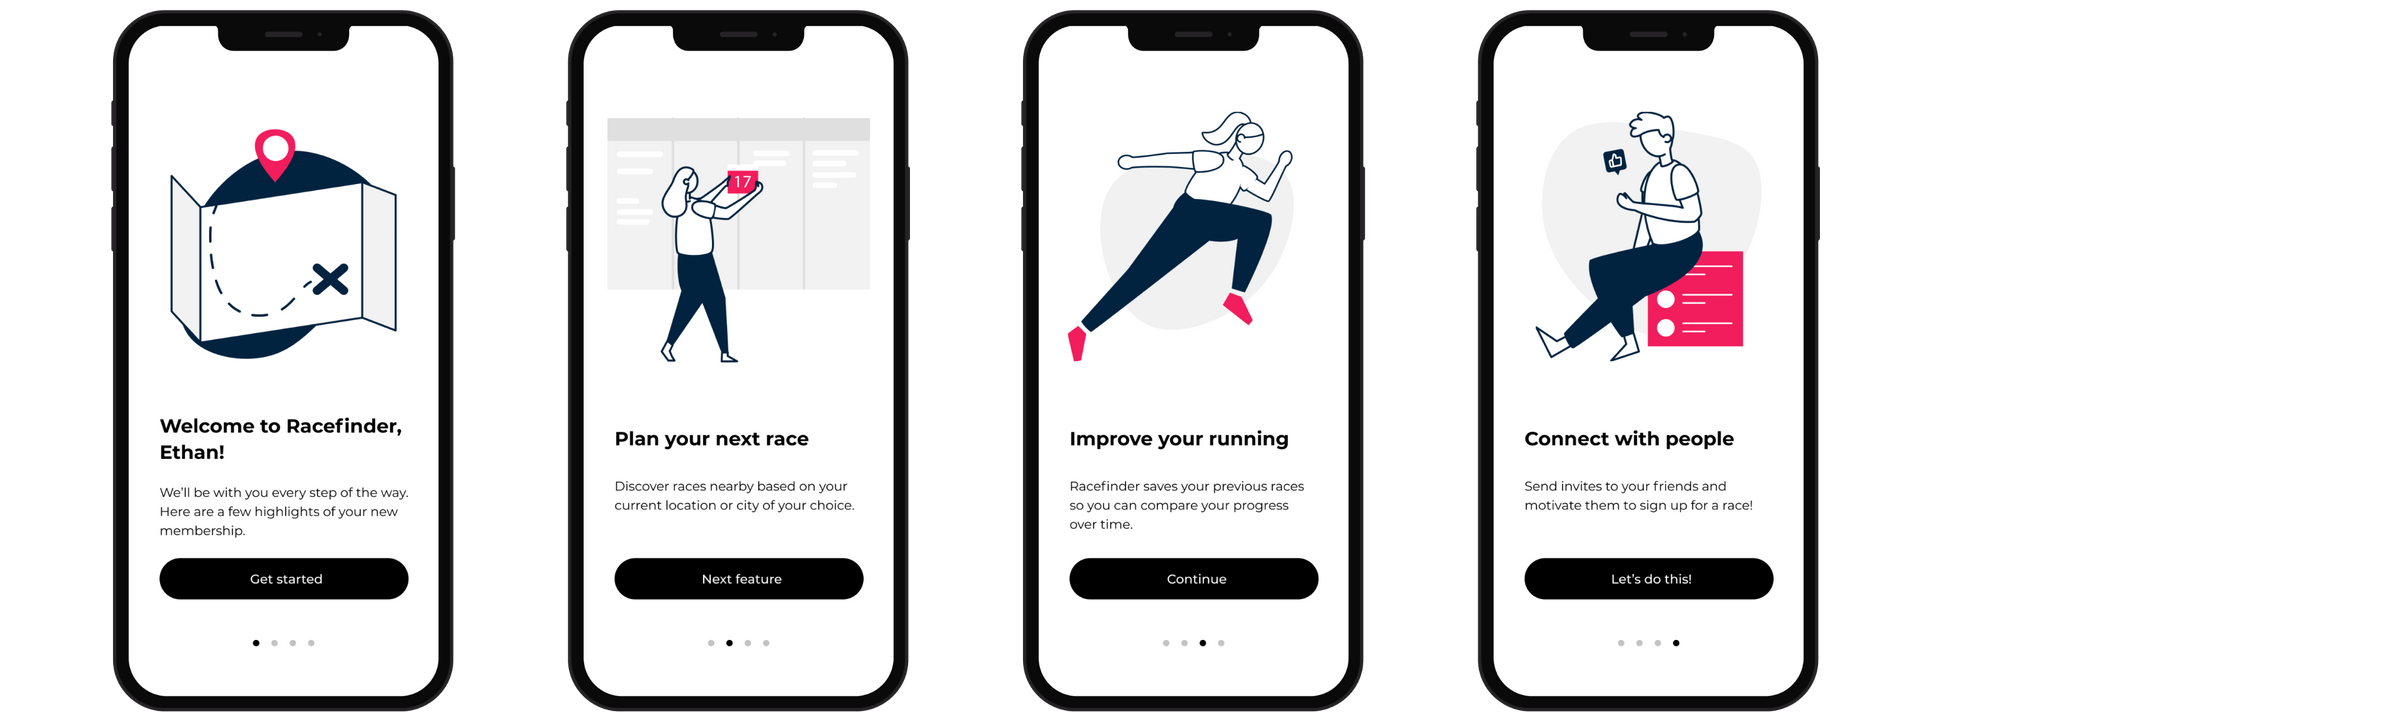 Welcome to Racefinder,
Ethan!
We'll be with you every step of the way.
Here are a few highlights of your new
membership.
Get started
17
Plan your next race
Discover races nearby based on your
current location or city of your choice.
Next feature
Improve your running
Racefinder saves your previous races
so you can compare your progress
over time.
Continue
Connect with people
Send invites to your friends and
motivate them to sign up for a race!
Let's do this!